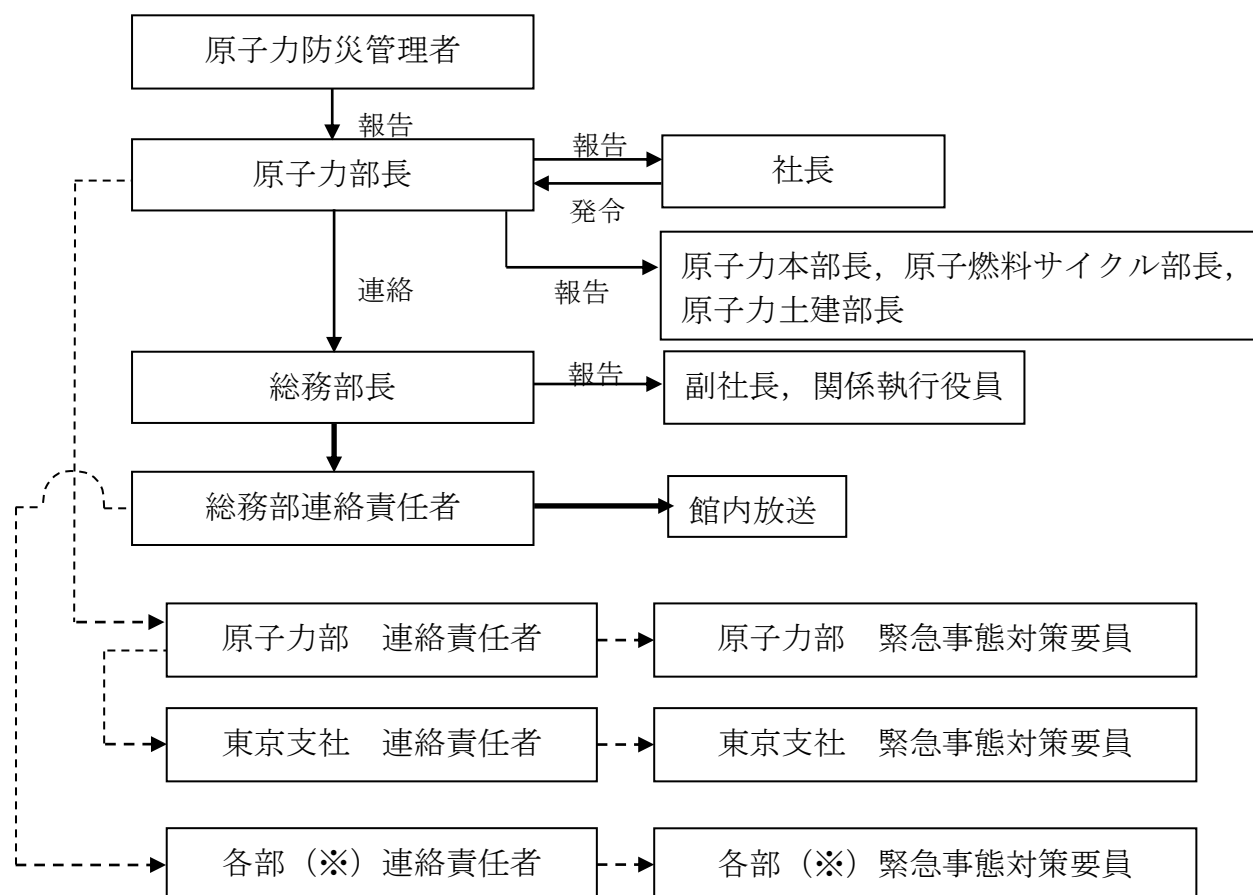 原子力防災管理者
報告
原子力部長
報告
社長
発令
原子力本部長，原子燃料サイクル部長，
原子力土建部長
報告
連絡
総務部長
報告
副社長，関係執行役員
総務部連絡責任者
館内放送
原子力部　連絡責任者
原子力部　緊急事態対策要員
東京支社　連絡責任者
東京支社　緊急事態対策要員
各部（※）連絡責任者
各部（※）緊急事態対策要員